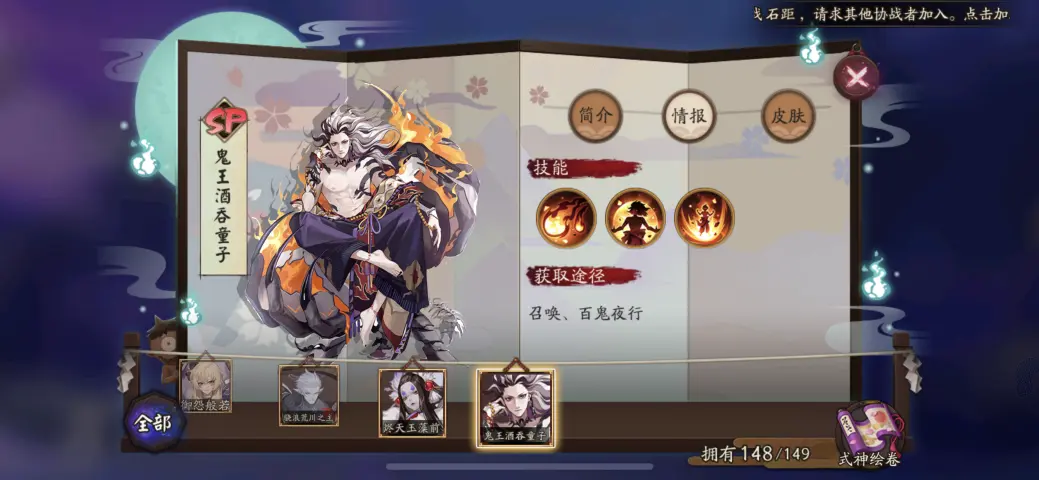 戋石距，请求其他协战者加入。点击加
SP
鬼王酒吞童子
简介
情报
皮肤
技能
获取途径
召唤、百鬼夜行
御怨般若
骁浪荒川之主
烬天玉藻前
鬼王酒吞童子
全部
拥有148/149
式神绘卷